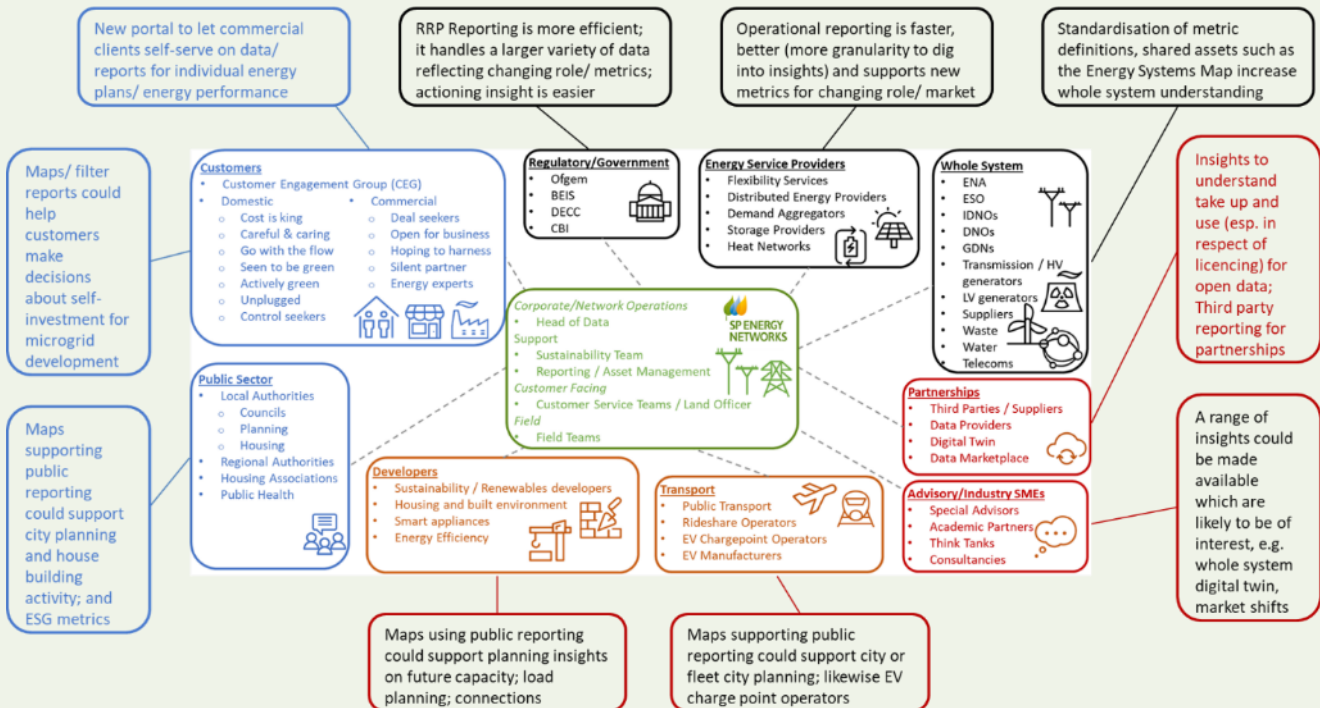 New portal to let commercial
clients self-serve on data/
reports for individual energy
plans/ energy performance
RRP Reporting is more efficient;
it handles a larger variety of data
reflecting changing role/ metrics;
actioning insight is easier
Operational reporting is faster,
better (more granularity to dig
into insights) and supports new
metrics for changing role/ market
Standardisation of metric
definitions, shared assets such as
the Energy Systems Map increase
whole system understanding
Maps/ filter
reports could
help
customers
make
decisions
about self-
investment for
microgrid
development
Customers
• Customer Engagement Group (CEG)
• Domestic
o Cost is king
o Careful & caring
o Go with the flow
o Seen to be green
o Actively green
o Unplugged
o Control seekers
• Commercial
o Deal seekers
o Open for business
o Hoping to harness
o Silent partner
o Energy experts
Regulatory/Government
• Ofgem
• BEIS
• DECC
• CBI
Energy Service Providers
• Flexibility Services
• Distributed Energy Providers
• Demand Aggregators
• Storage Providers
• Heat Networks
Whole System
• ENA
• ESO
• IDNOs
• DNOs
• GDNs
• Transmission / HV
generators
• LV generators
• Suppliers
• Waste
• Water
• Telecoms
Insights to
understand
take up and
use (esp. in
respect of
licencing) for
open data;
Third party
reporting for
partnerships
Corporate/Network Operations
• Head of Data
Support
• Sustainability Team
• Reporting / Asset Management
Customer Facing
• Customer Service Teams / Land Officer
Field
• Field Teams
SP ENERGY
NETWORKS
Maps
supporting
public
reporting
could support
city planning
and house
building
activity; and
ESG metrics
Public Sector
• Local Authorities
o Councils
o Planning
o Housing
• Regional Authorities
• Housing Associations
• Public Health
Developers
• Sustainability / Renewables developers
• Housing and built environment
• Smart appliances
• Energy Efficiency
Transport
• Public Transport
• Rideshare Operators
• EV Chargepoint Operators
• EV Manufacturers
Partnerships
• Third Parties / Suppliers
• Data Providers
• Digital Twin
• Data Marketplace
Advisory/Industry SMEs
• Special Advisors
• Academic Partners
• Think Tanks
• Consultancies
A range of
insights could
be made
available
which are
likely to be of
interest, e.g.
whole system
digital twin,
market shifts
Maps using public reporting
could support planning insights
on future capacity; load
planning; connections
Maps supporting public
reporting could support city or
fleet city planning; likewise EV
charge point operators